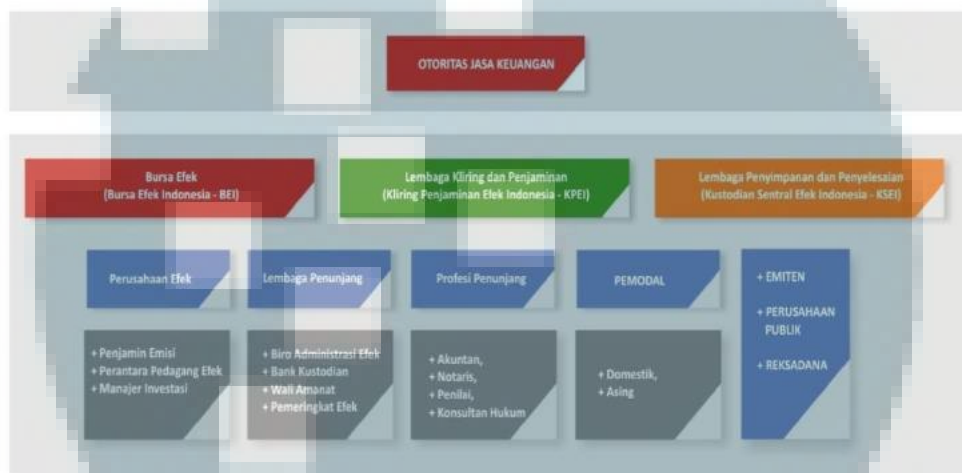 OTORITAS JASA KEUANGAN
Bursa Efek
(Bursa Efek Indonesia - BEI)
Lembaga Kliring dan Penjaminan
(Kliring Penjaminan Efek Indonesia - KPEI)
Lembaga Penyimpanan dan Penyelesaian
(Kustodian Sentral Efek Indonesia - KSEI)
Perusahaan Efek
+ Penjamin Emisi
+ Perantara Pedagang Efek
+ Manajer Investasi
Lembaga Penunjang
+ Biro Administrasi Efek
+ Bank Kustodian
+ Wali Amanat
+ Pemeringkat Efek
Profesi Penunjang
+ Akuntan,
+ Notaris,
+ Penilai,
+ Konsultan Hukum
PEMODAL
+ Domestik,
+ Asing
+ EMITEN
+ PERUSAHAAN
PUBLIK
+ REKSADANA